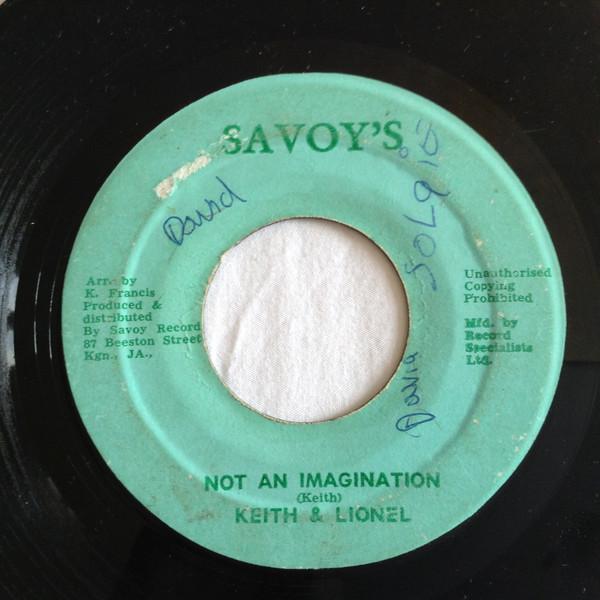 SAVOY'S
David
Arr. by
K. Francis
Produced &
distributed
By Savoy Record
87 Beeston Street
Kgn., JA.,
Unauthorised
Copying
Prohibited
Mfd. by
Record
Specialists
Ltd.
David
NOT AN IMAGINATION
(Keith)
KEITH & LIONEL